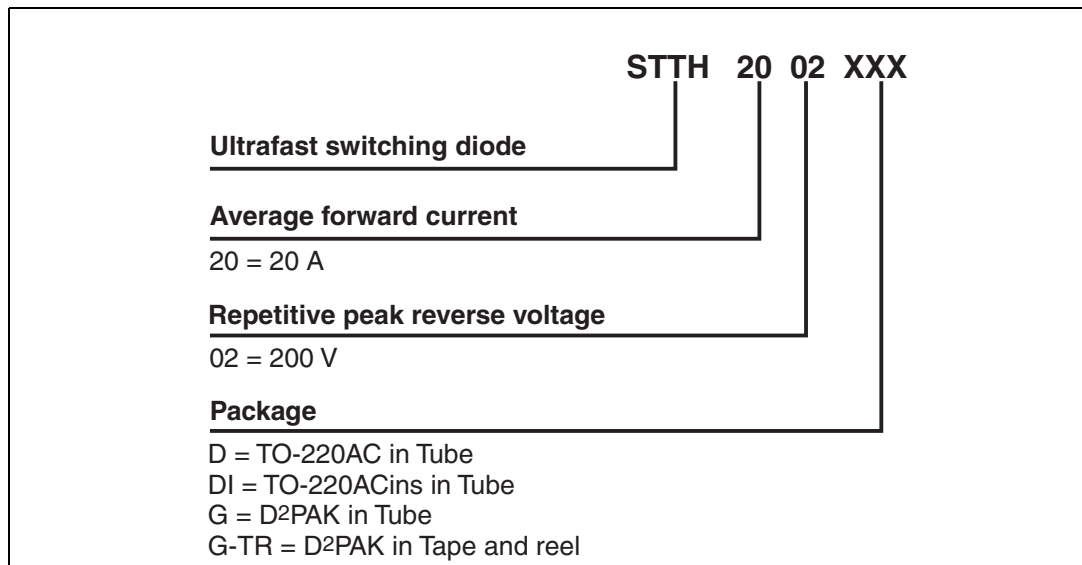 STTH 20 02 XXX
Ultrafast switching diode
Average forward current
20 = 20 A
Repetitive peak reverse voltage
02 = 200 V
Package
D = TO-220AC in Tube
DI = TO-220ACins in Tube
G = D2PAK in Tube
G-TR = D2PAK in Tape and reel